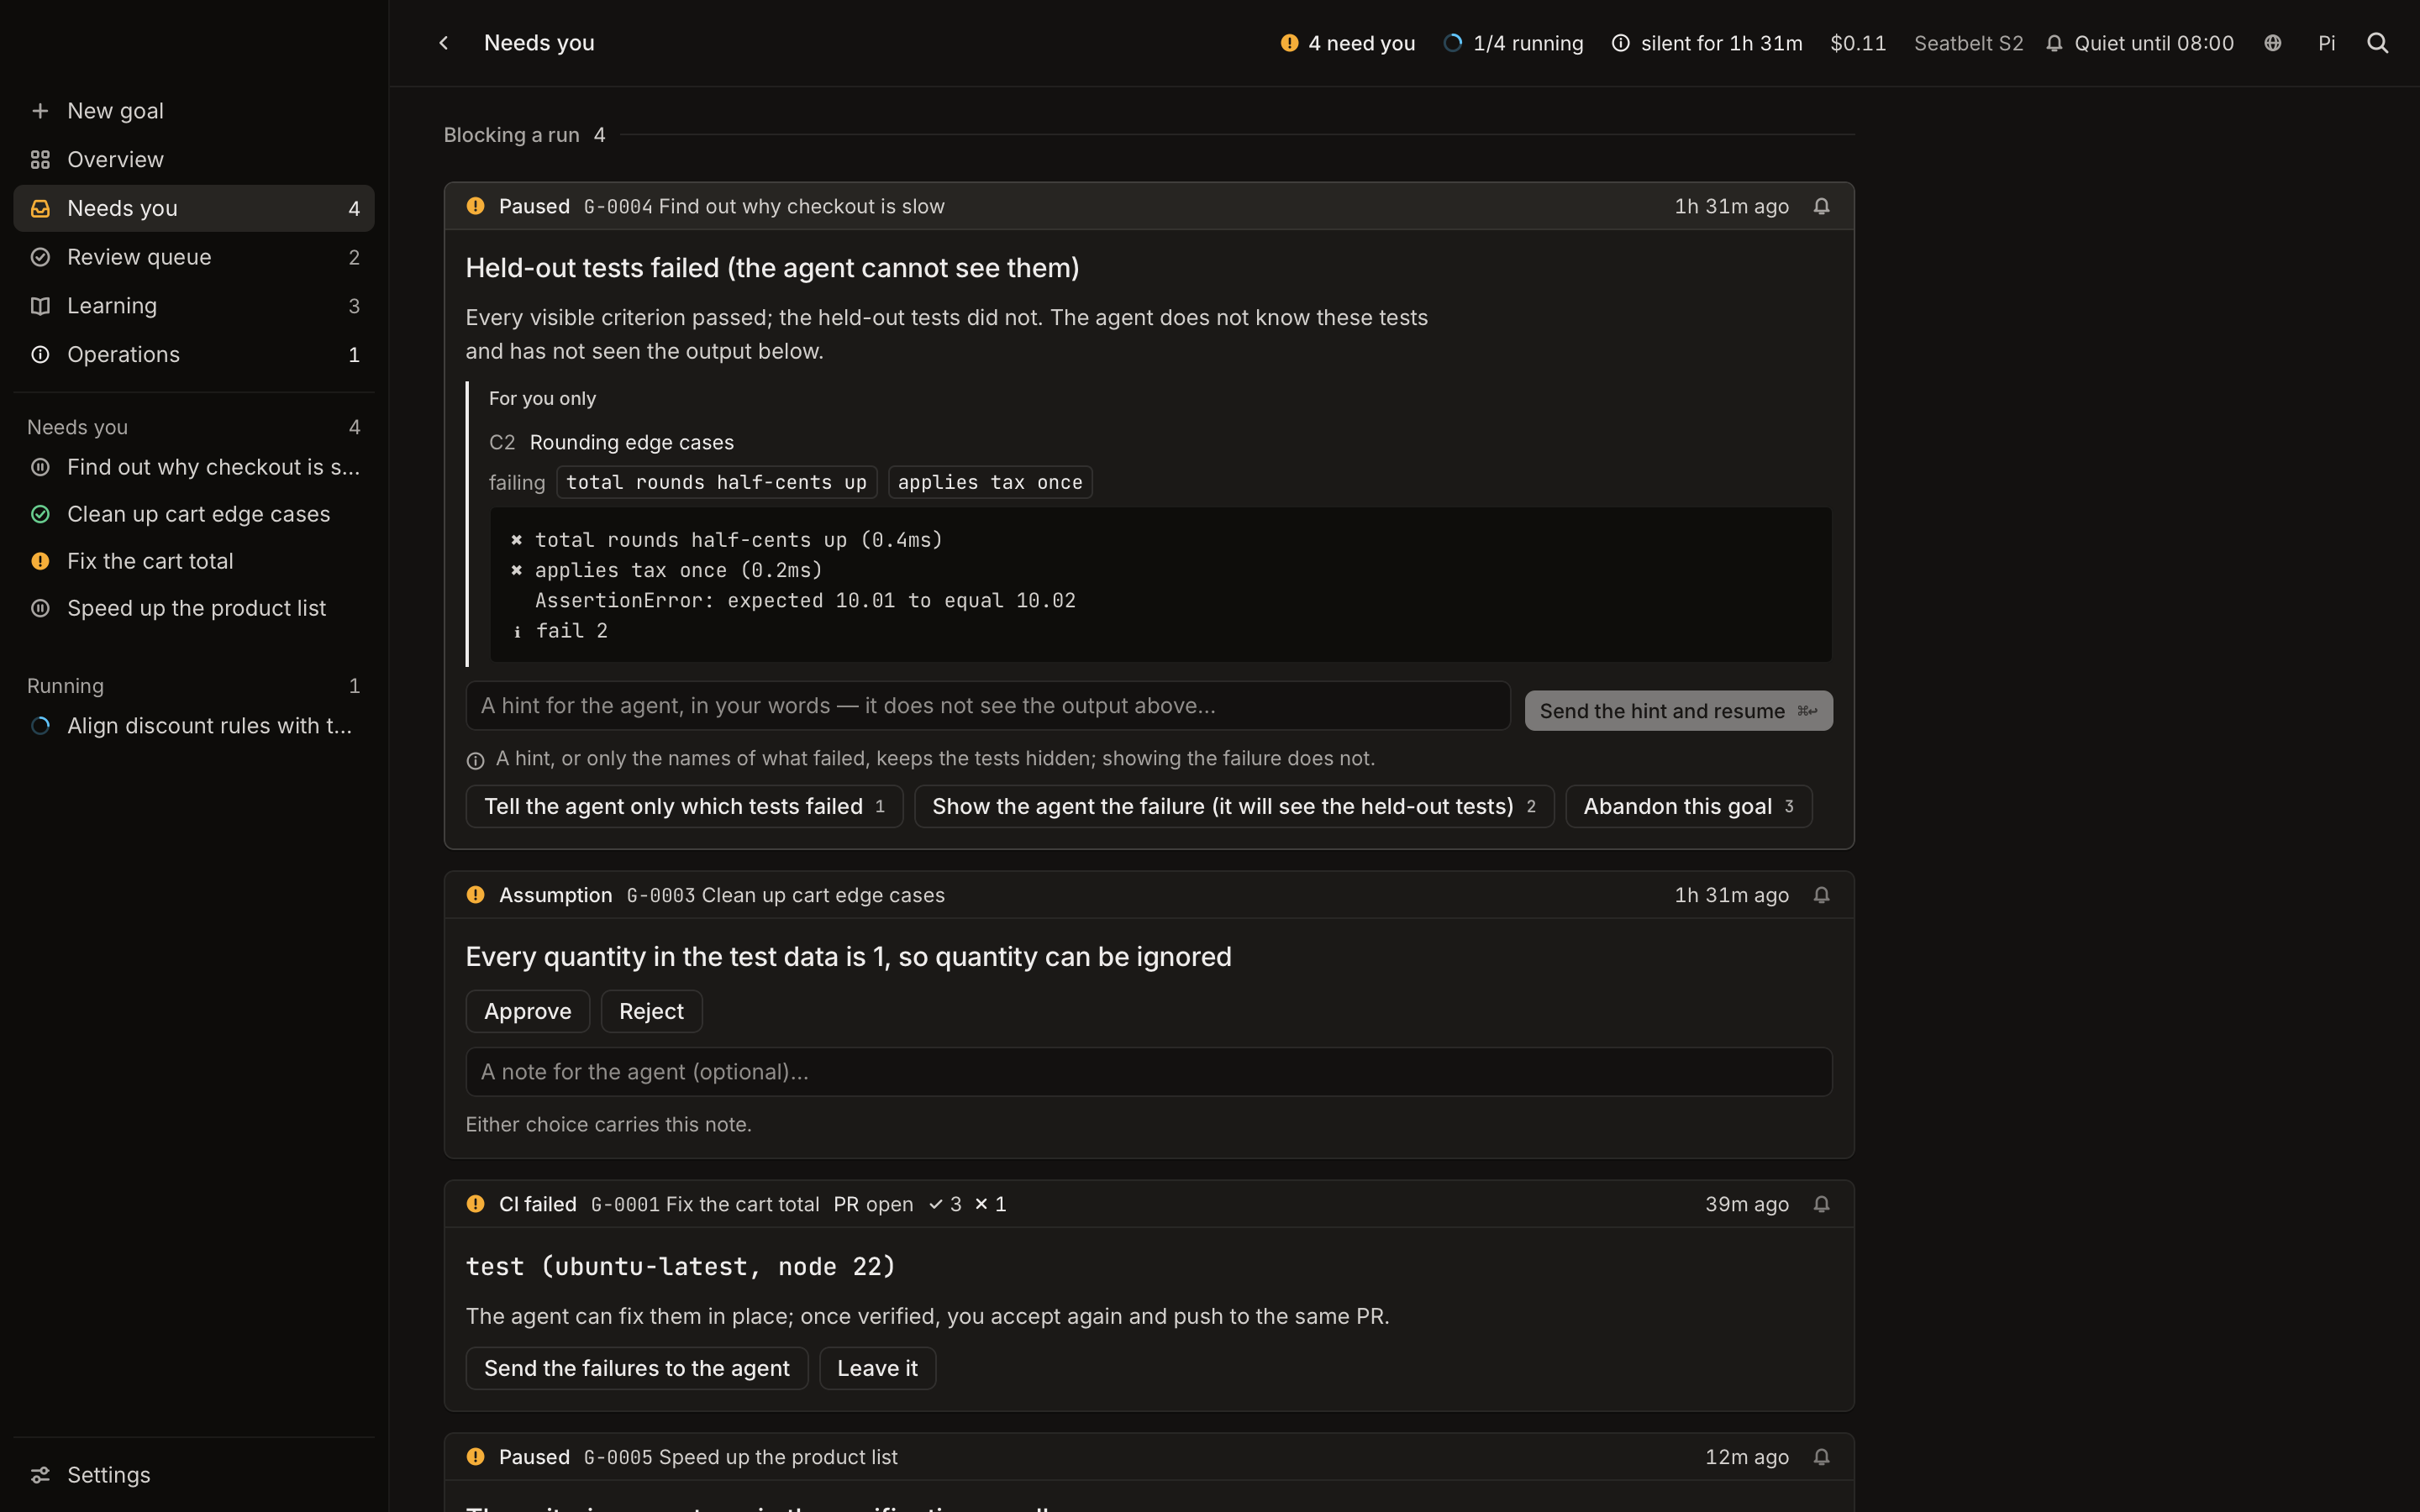 Needs you
4 need you
1/4 running
silent for 1h 31m
$0.11
Seatbelt S2
Quiet until 08:00
Pi
New goal
Overview
Needs you 4
Review queue 2
Learning 3
Operations 1
Needs you 4
Find out why checkout is s...
Clean up cart edge cases
Fix the cart total
Speed up the product list
Running 1
Align discount rules with t...
Settings
Blocking a run 4
Paused G-0004 Find out why checkout is slow 1h 31m ago
Held-out tests failed (the agent cannot see them)
Every visible criterion passed; the held-out tests did not. The agent does not know these tests
and has not seen the output below.
For you only
C2 Rounding edge cases
failing total rounds half-cents up applies tax once
✖ total rounds half-cents up (0.4ms)
✖ applies tax once (0.2ms)
AssertionError: expected 10.01 to equal 10.02
ℹ fail 2
A hint for the agent, in your words — it does not see the output above...
Send the hint and resume ⌘↩
A hint, or only the names of what failed, keeps the tests hidden; showing the failure does not.
Tell the agent only which tests failed 1
Show the agent the failure (it will see the held-out tests) 2
Abandon this goal 3
Assumption G-0003 Clean up cart edge cases 1h 31m ago
Every quantity in the test data is 1, so quantity can be ignored
Approve
Reject
A note for the agent (optional)...
Either choice carries this note.
CI failed G-0001 Fix the cart total PR open ✓ 3 ✕ 1 39m ago
test (ubuntu-latest, node 22)
The agent can fix them in place; once verified, you accept again and push to the same PR.
Send the failures to the agent
Leave it
Paused G-0005 Speed up the product list 12m ago